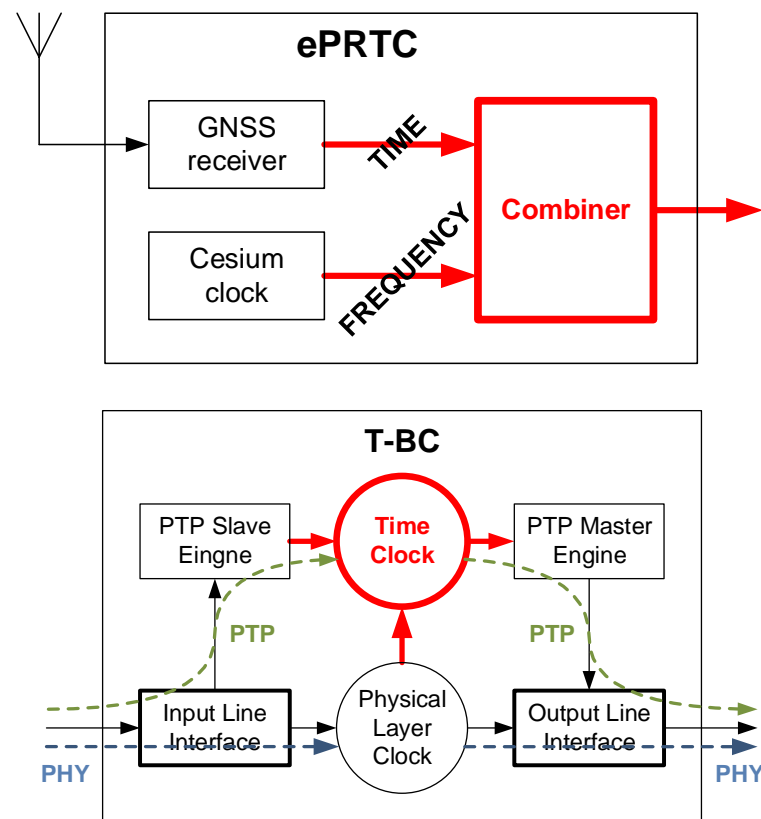 ePRTC
GNSS
receiver
TIME
Combiner
Cesium
clock
FREQUENCY
T-BC
PTP Slave
Eingne
Time
Clock
PTP Master
Engine
PTP
PTP
Input Line
Interface
Physical
Layer
Clock
Output Line
Interface
PHY
PHY